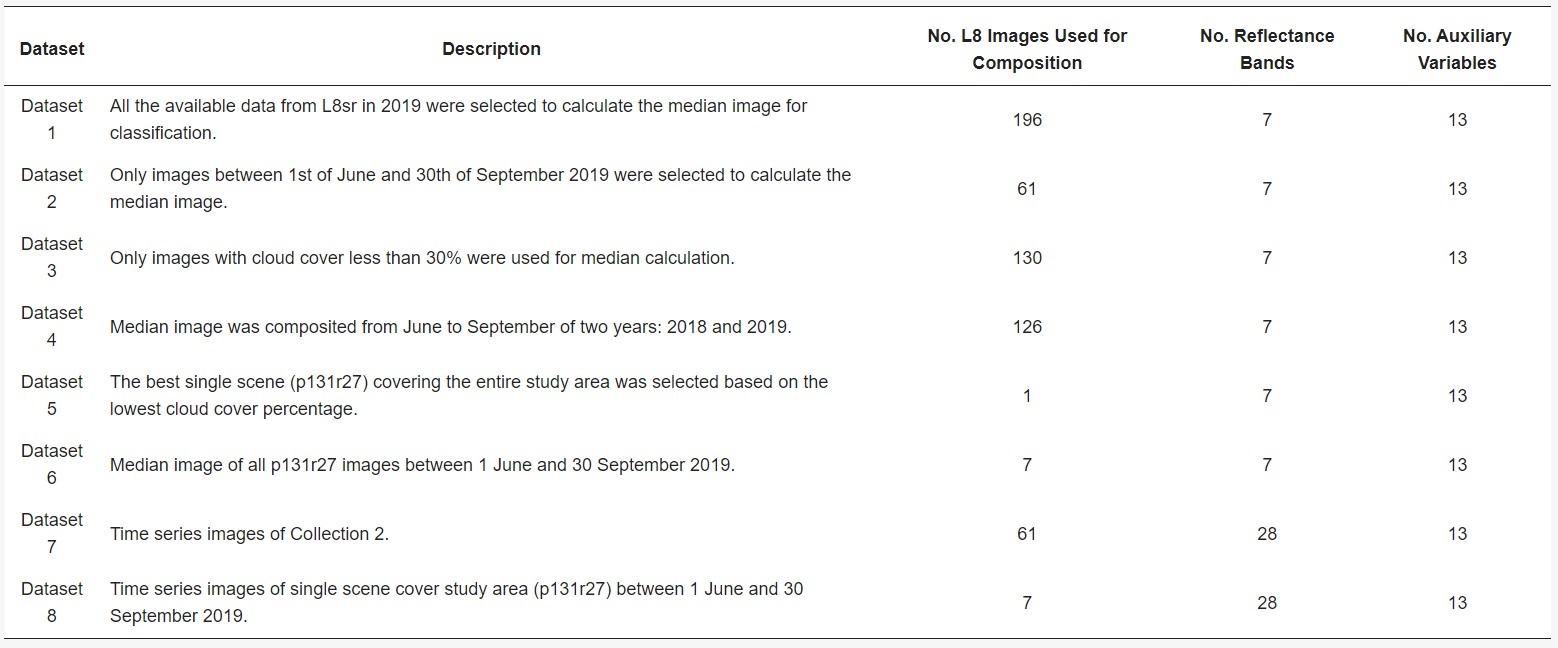 Dataset Description No. L8 Images Used for Composition No. Reflectance Bands No. Auxiliary Variables
Dataset 1 All the available data from L8sr in 2019 were selected to calculate the median image for classification. 196 7 13
Dataset 2 Only images between 1st of June and 30th of September 2019 were selected to calculate the median image. 61 7 13
Dataset 3 Only images with cloud cover less than 30% were used for median calculation. 130 7 13
Dataset 4 Median image was composited from June to September of two years: 2018 and 2019. 126 7 13
Dataset 5 The best single scene (p131r27) covering the entire study area was selected based on the lowest cloud cover percentage. 1 7 13
Dataset 6 Median image of all p131r27 images between 1 June and 30 September 2019. 7 7 13
Dataset 7 Time series images of Collection 2. 61 28 13
Dataset 8 Time series images of single scene cover study area (p131r27) between 1 June and 30 September 2019. 7 28 13